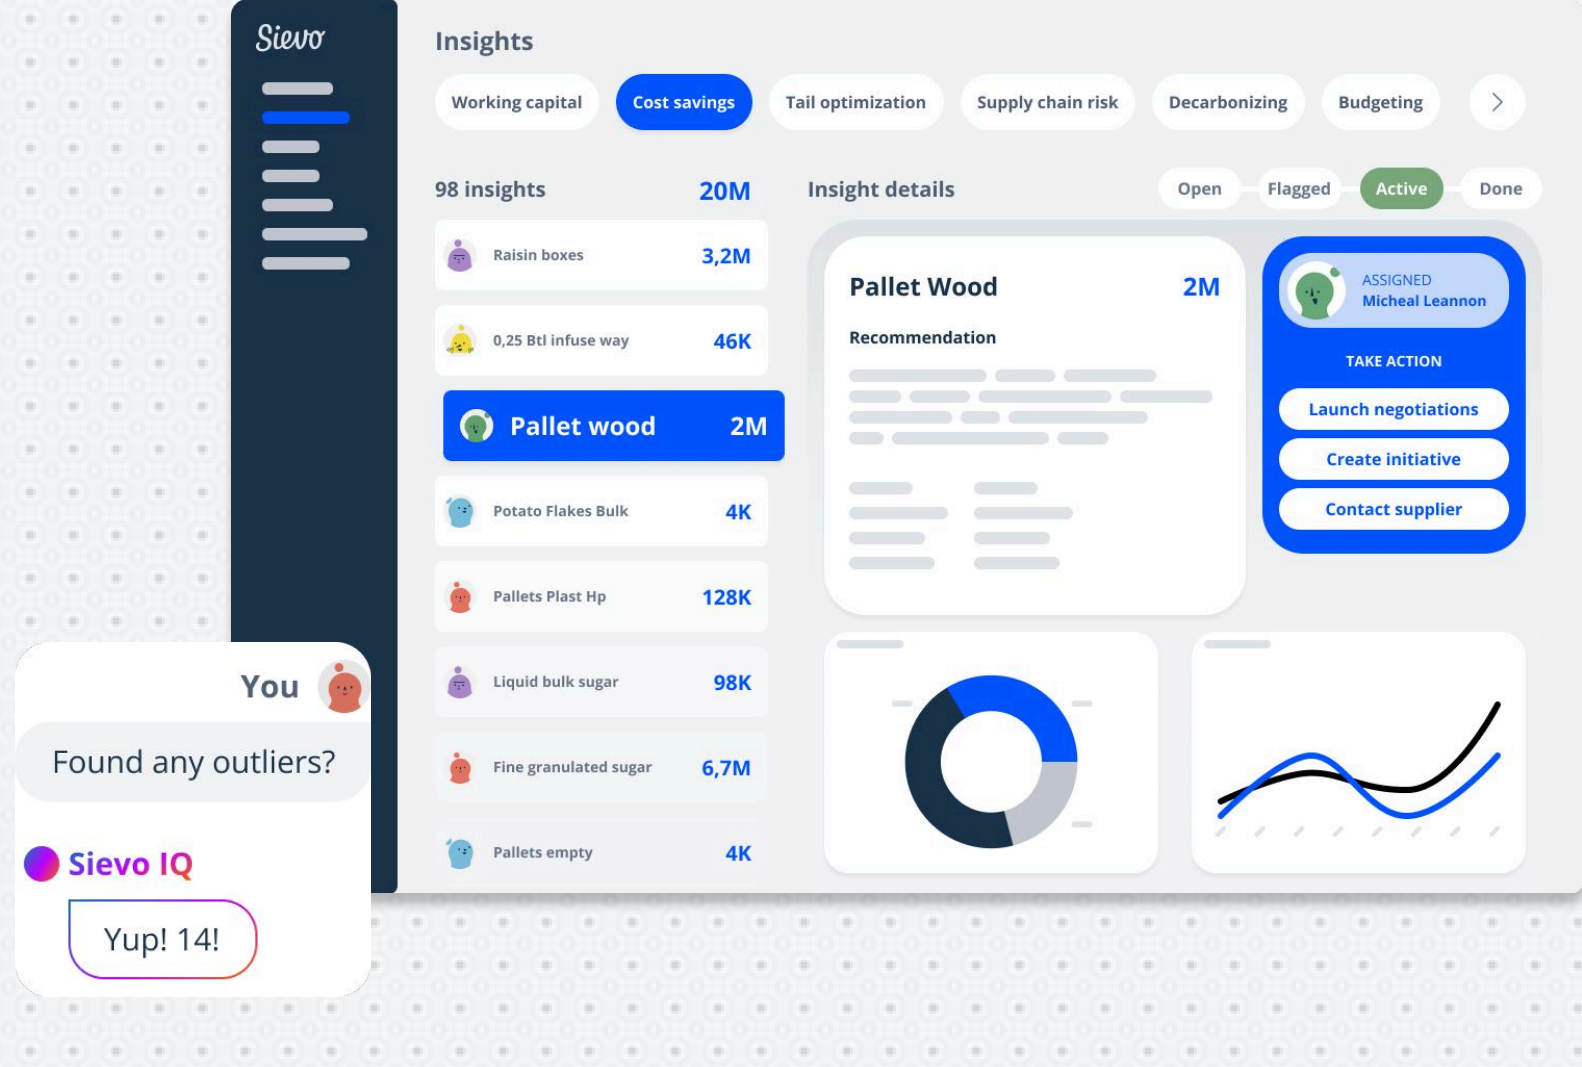 Sievo
Insights
Working capital
Cost savings
Tail optimization
Supply chain risk
Decarbonizing
Budgeting
98 insights
20M
Raisin boxes
3,2M
0,25 Btl infuse way
46K
Pallet wood
2M
Potato Flakes Bulk
4K
Pallets Plast Hp
128K
Liquid bulk sugar
98K
Fine granulated sugar
6,7M
Pallets empty
4K
Insight details
Open
Flagged
Active
Done
Pallet Wood
2M
Recommendation
ASSIGNED
Micheal Leannon
TAKE ACTION
Launch negotiations
Create initiative
Contact supplier
You
Found any outliers?
Sievo IQ
Yup! 14!